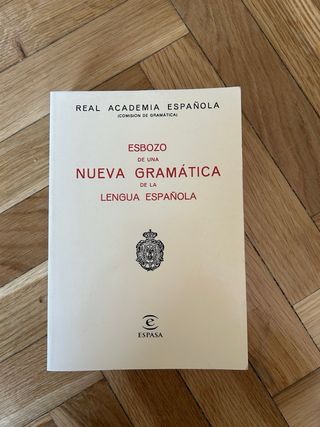 REAL ACADEMIA ESPAÑOLA
(COMISIÓN DE GRAMÁTICA)
ESBOZO
DE UNA
NUEVA GRAMÁTICA
DE LA
LENGUA ESPAÑOLA
ESPASA